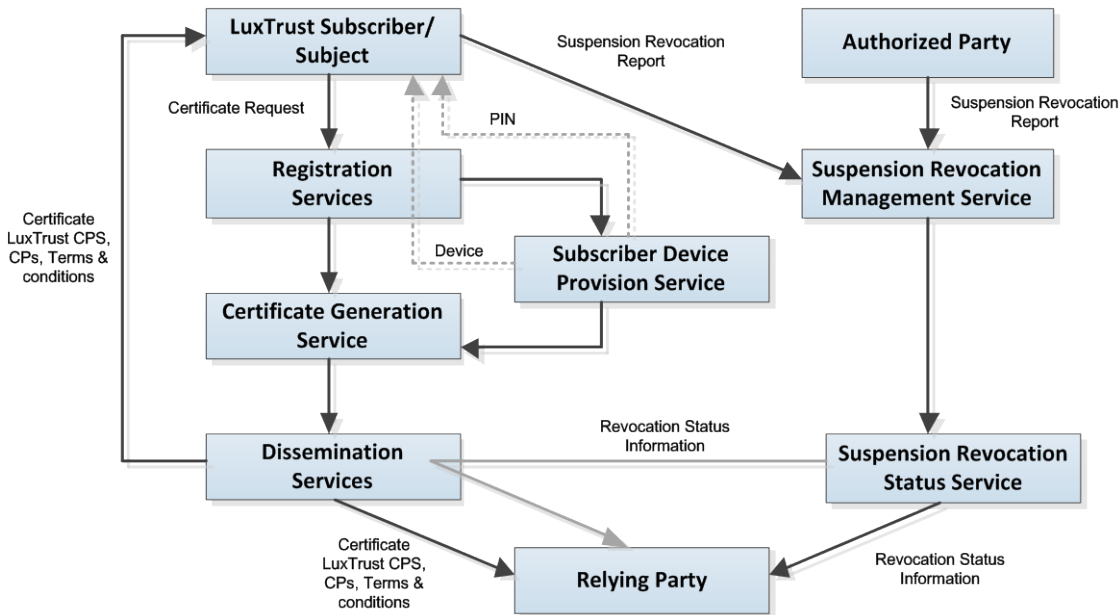 LuxTrust Subscriber/
Subject
Suspension Revocation
Report
Authorized Party
Certificate Request
PIN
Suspension Revocation
Report
Registration
Services
Suspension Revocation
Management Service
Certificate
LuxTrust CPS,
CPs, Terms &
conditions
Device
Subscriber Device
Provision Service
Certificate Generation
Service
Revocation Status
Information
Dissemination
Services
Suspension Revocation
Status Service
Certificate
LuxTrust CPS,
CPs, Terms &
conditions
Relying Party
Revocation Status
Information